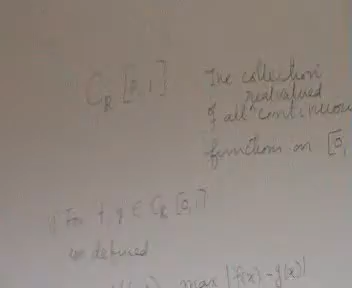 C_R [0, 1] The collection
real valued
of all continuous
functions on [0,
For f, g ∈ C_R [0, 1]
we defined
max |f(x) - g(x)|